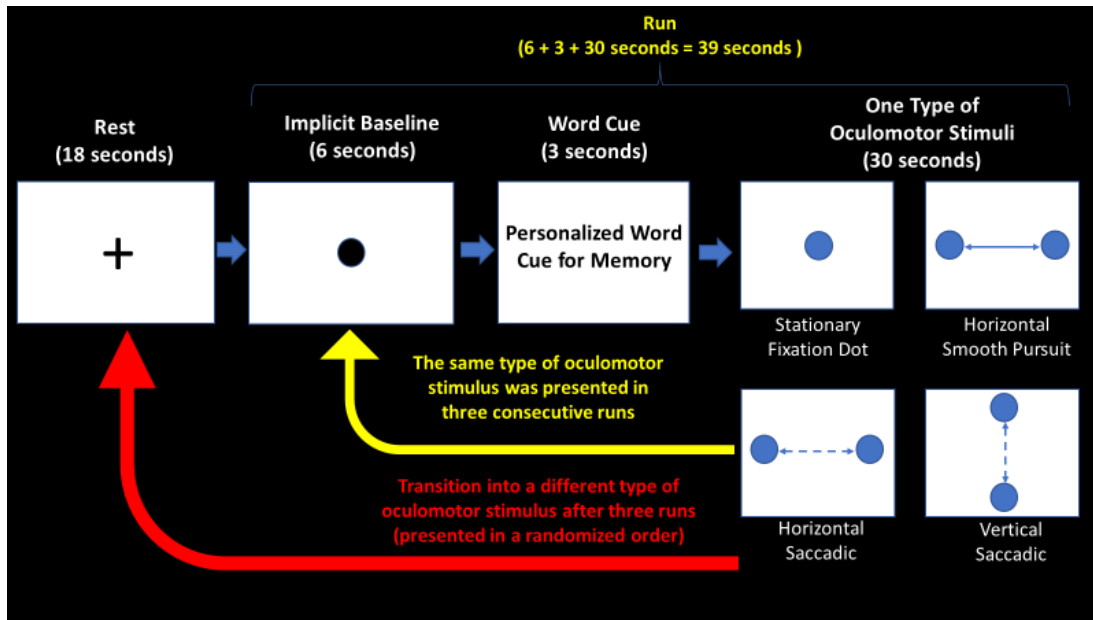 Run
(6 + 3 + 30 seconds = 39 seconds )
Rest
(18 seconds)
Implicit Baseline
(6 seconds)
Word Cue
(3 seconds)
One Type of
Oculomotor Stimuli
(30 seconds)
+
Personalized Word
Cue for Memory
Stationary
Fixation Dot
Horizontal
Smooth Pursuit
The same type of oculomotor
stimulus was presented in
three consecutive runs
Transition into a different type of
oculomotor stimulus after three runs
(presented in a randomized order)
Horizontal
Saccadic
Vertical
Saccadic